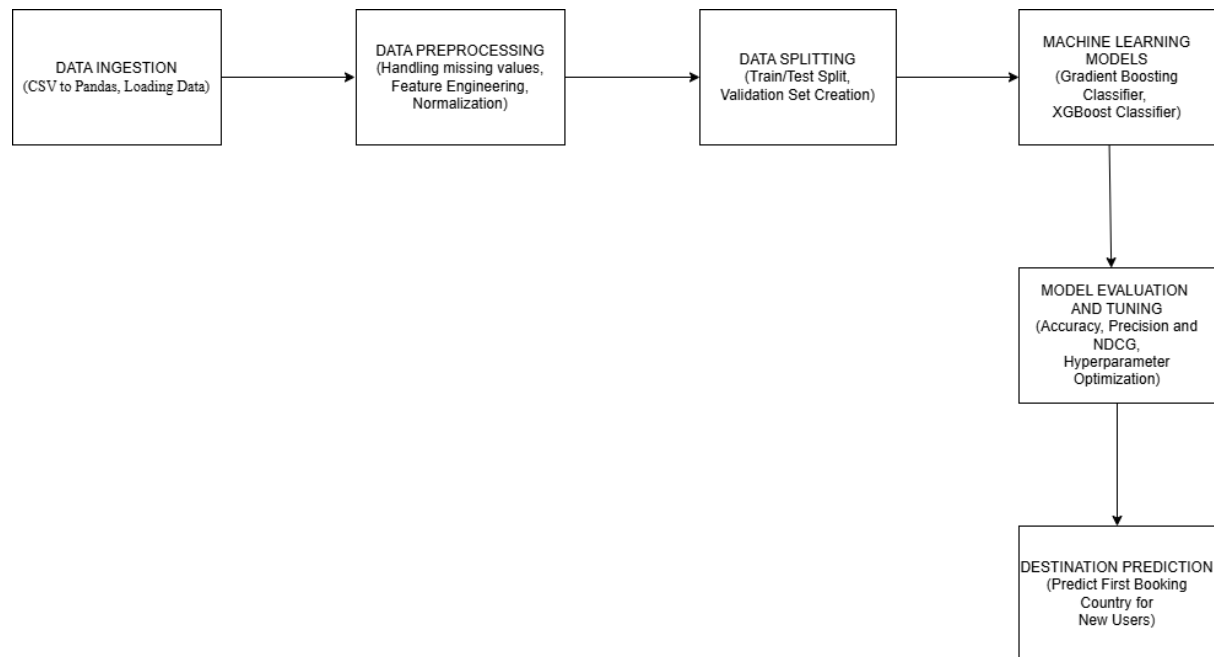 DATA INGESTION
(CSV to Pandas, Loading Data)
DATA PREPROCESSING
(Handling missing values,
Feature Engineering,
Normalization)
DATA SPLITTING
(Train/Test Split,
Validation Set Creation)
MACHINE LEARNING
MODELS
(Gradient Boosting
Classifier,
XGBoost Classifier)
MODEL EVALUATION
AND TUNING
(Accuracy, Precision and
NDCG,
Hyperparameter
Optimization)
DESTINATION PREDICTION
(Predict First Booking
Country for
New Users)